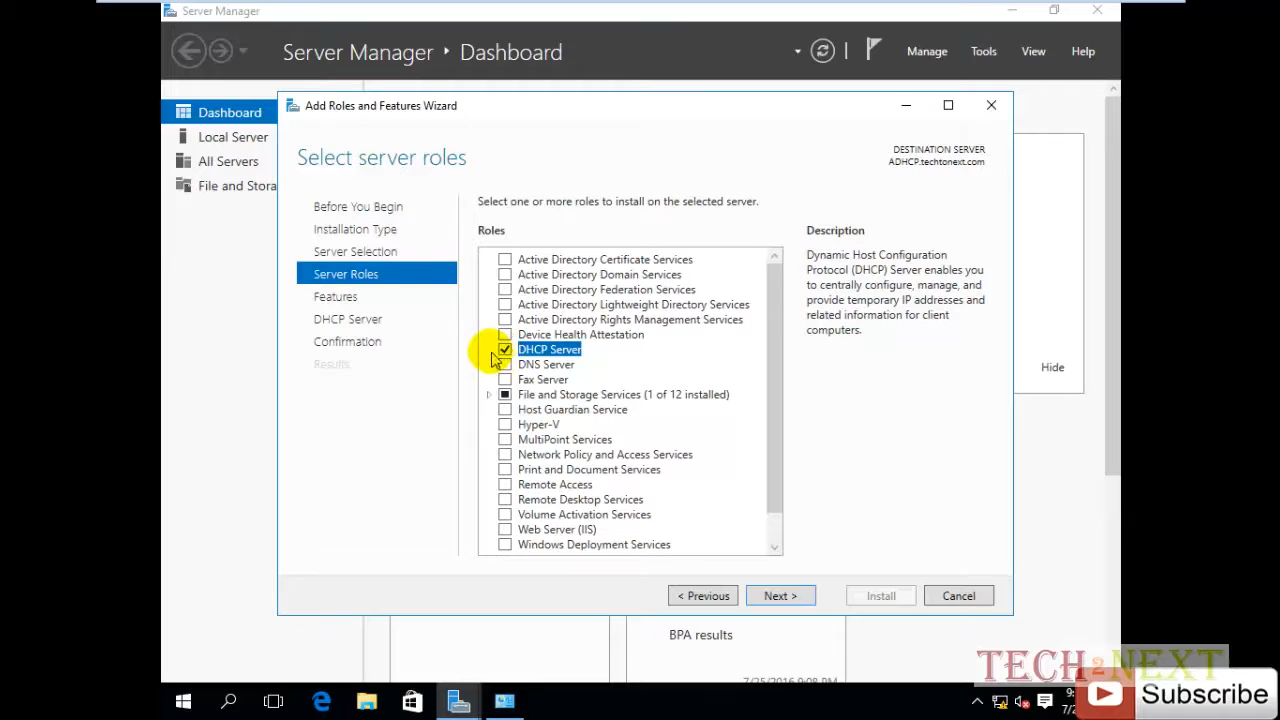 Server Manager
Server Manager ‣ Dashboard
Manage
Tools
View
Help
Dashboard
Local Server
All Servers
File and Stora
Add Roles and Features Wizard
Select server roles
DESTINATION SERVER
ADHCP.techtonext.com
Before You Begin
Installation Type
Server Selection
Server Roles
Features
DHCP Server
Confirmation
Results
Select one or more roles to install on the selected server.
Roles
Active Directory Certificate Services
Active Directory Domain Services
Active Directory Federation Services
Active Directory Lightweight Directory Services
Active Directory Rights Management Services
Device Health Attestation
DHCP Server
DNS Server
Fax Server
File and Storage Services (1 of 12 installed)
Host Guardian Service
Hyper-V
MultiPoint Services
Network Policy and Access Services
Print and Document Services
Remote Access
Remote Desktop Services
Volume Activation Services
Web Server (IIS)
Windows Deployment Services
Description
Dynamic Host Configuration
Protocol (DHCP) Server enables you
to centrally configure, manage, and
provide temporary IP addresses and
related information for client
computers.
Hide
< Previous
Next >
Install
Cancel
BPA results
7/25/2016 9:08 PM
TECH2NEXT
Subscribe